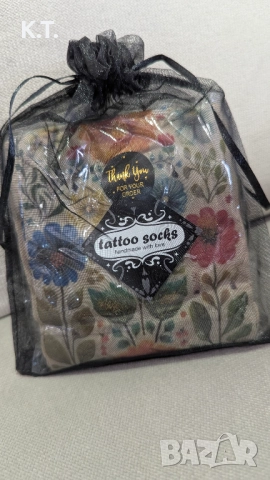 K.T.
Thank You
FOR YOUR
ORDER
tattoo socks
handmade with love
BAZAR